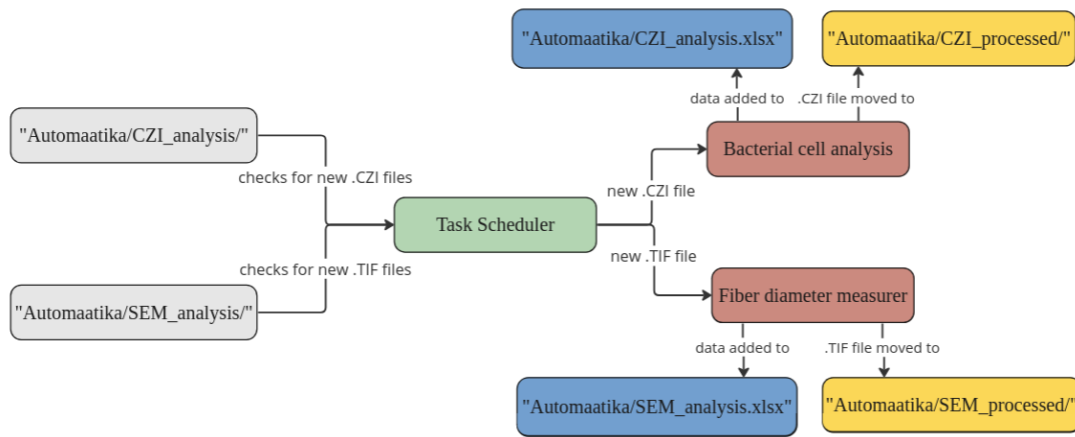 "Automaatika/CZI_analysis.xlsx"
"Automaatika/CZI_processed/"
data added to
.CZI file moved to
"Automaatika/CZI_analysis/"
Bacterial cell analysis
checks for new .CZI files
new .CZI file
Task Scheduler
new .TIF file
checks for new .TIF files
"Automaatika/SEM_analysis/"
Fiber diameter measurer
data added to
.TIF file moved to
"Automaatika/SEM_analysis.xlsx"
"Automaatika/SEM_processed/"